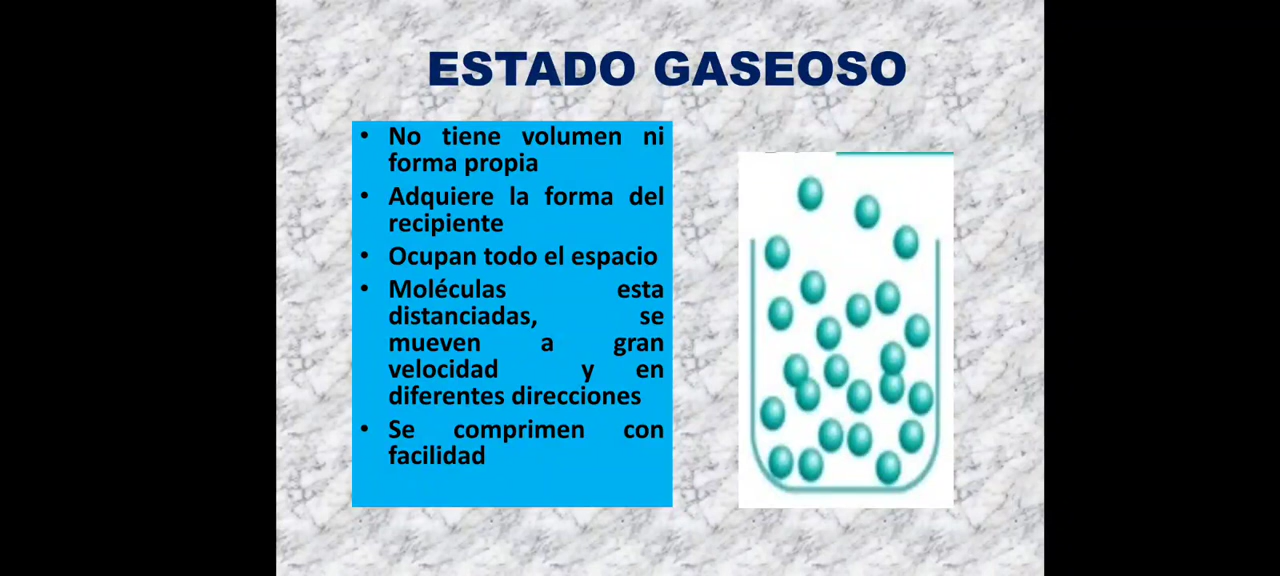 ESTADO GASEOSO
• No tiene volumen ni
forma propia
• Adquiere la forma del
recipiente
• Ocupan todo el espacio
• Moléculas esta
distanciadas, se
mueven a gran
velocidad y en
diferentes direcciones
• Se comprimen con
facilidad